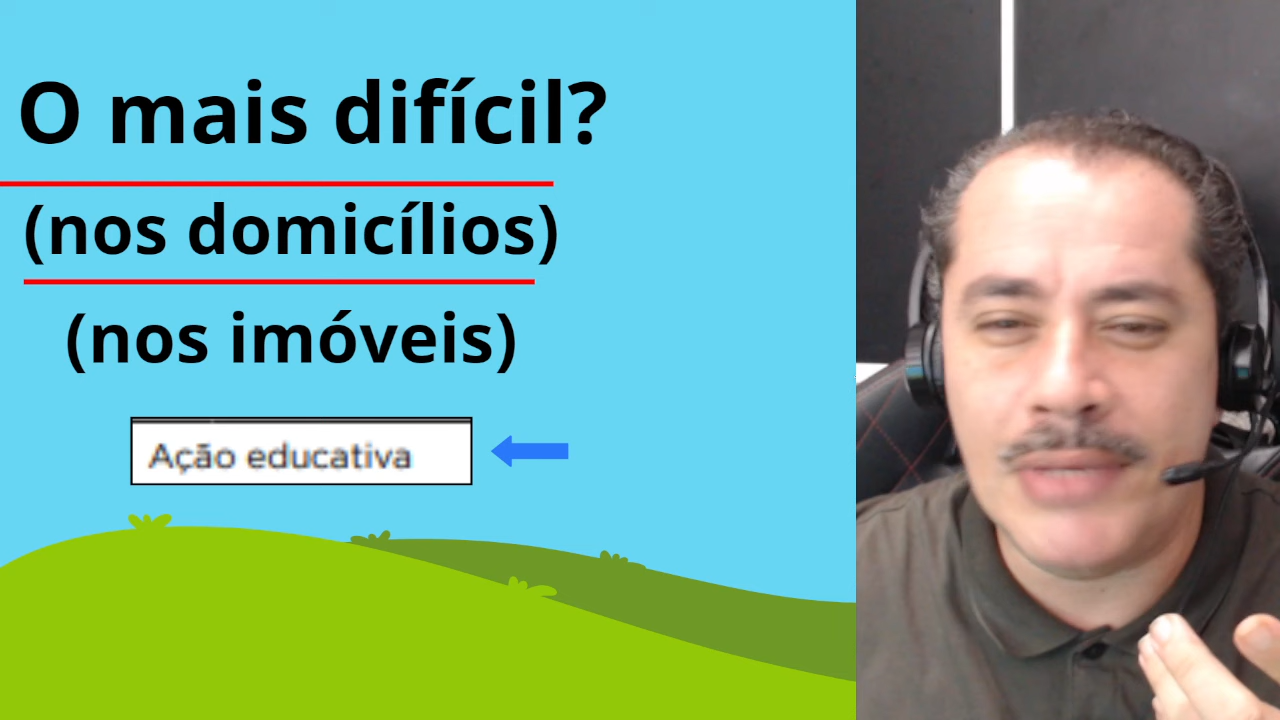 O mais difícil?
(nos domicílios)
(nos imóveis)
Ação educativa